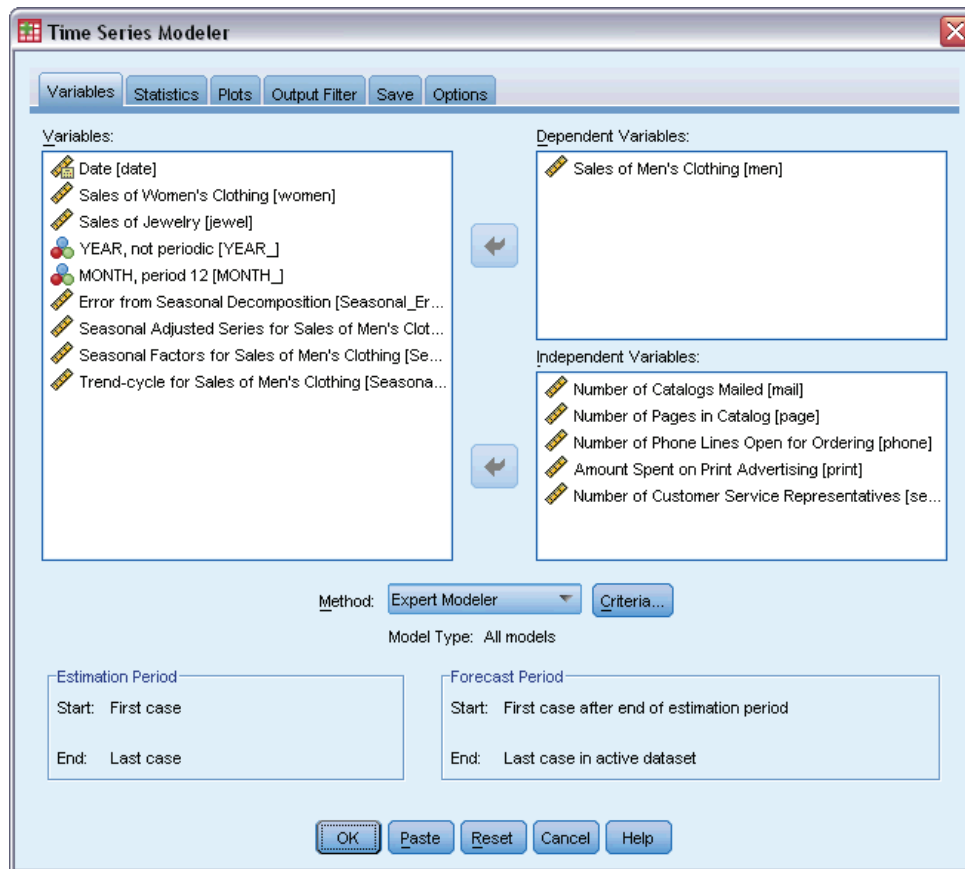 Time Series Modeler
Variables
Statistics
Plots
Output Filter
Save
Options
Variables:
Date [date]
Sales of Women's Clothing [women]
Sales of Jewelry [jewel]
YEAR, not periodic [YEAR_]
MONTH, period 12 [MONTH_]
Error from Seasonal Decomposition [Seasonal_Er...
Seasonal Adjusted Series for Sales of Men's Clot...
Seasonal Factors for Sales of Men's Clothing [Se...
Trend-cycle for Sales of Men's Clothing [Seasona...
Dependent Variables:
Sales of Men's Clothing [men]
Independent Variables:
Number of Catalogs Mailed [mail]
Number of Pages in Catalog [page]
Number of Phone Lines Open for Ordering [phone]
Amount Spent on Print Advertising [print]
Number of Customer Service Representatives [se...
Method: Expert Modeler Criteria...
Model Type: All models
Estimation Period
Start: First case
End: Last case
Forecast Period
Start: First case after end of estimation period
End: Last case in active dataset
OK Paste Reset Cancel Help